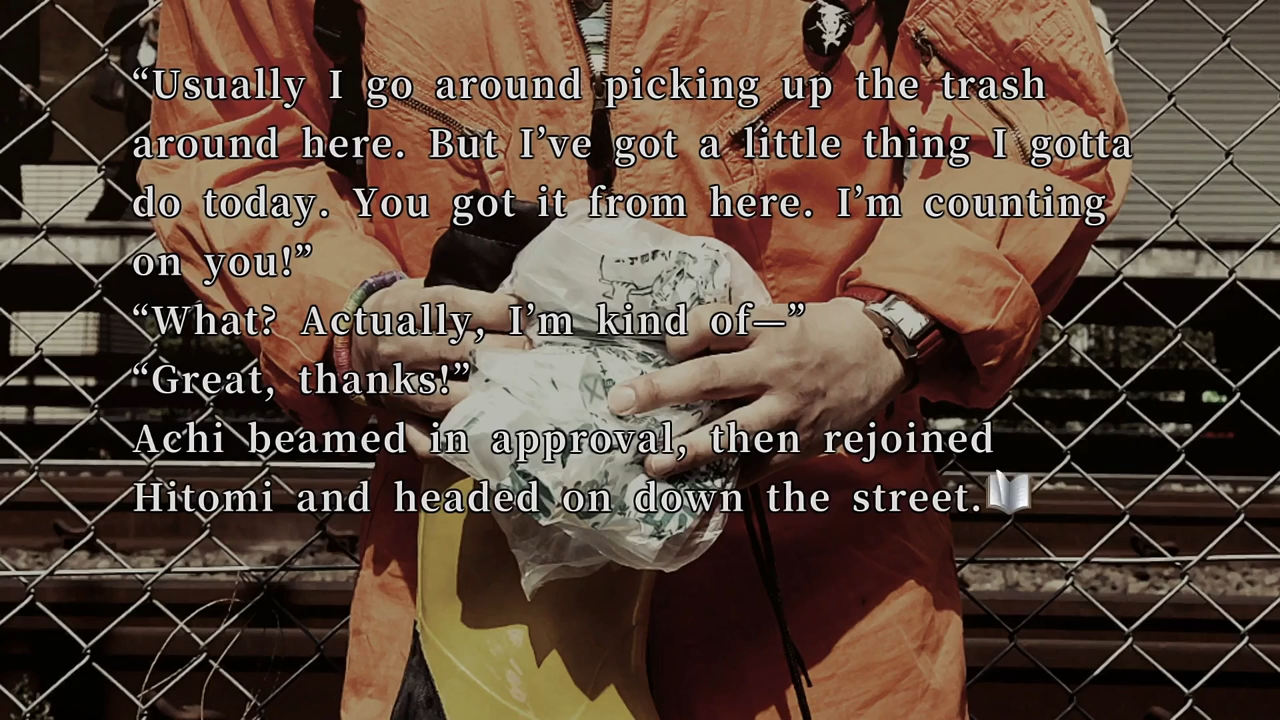 “Usually I go around picking up the trash
around here. But I’ve got a little thing I gotta
do today. You got it from here. I’m counting
on you!”
“What? Actually, I’m kind of—”
“Great, thanks!”
Achi beamed in approval, then rejoined
Hitomi and headed on down the street.